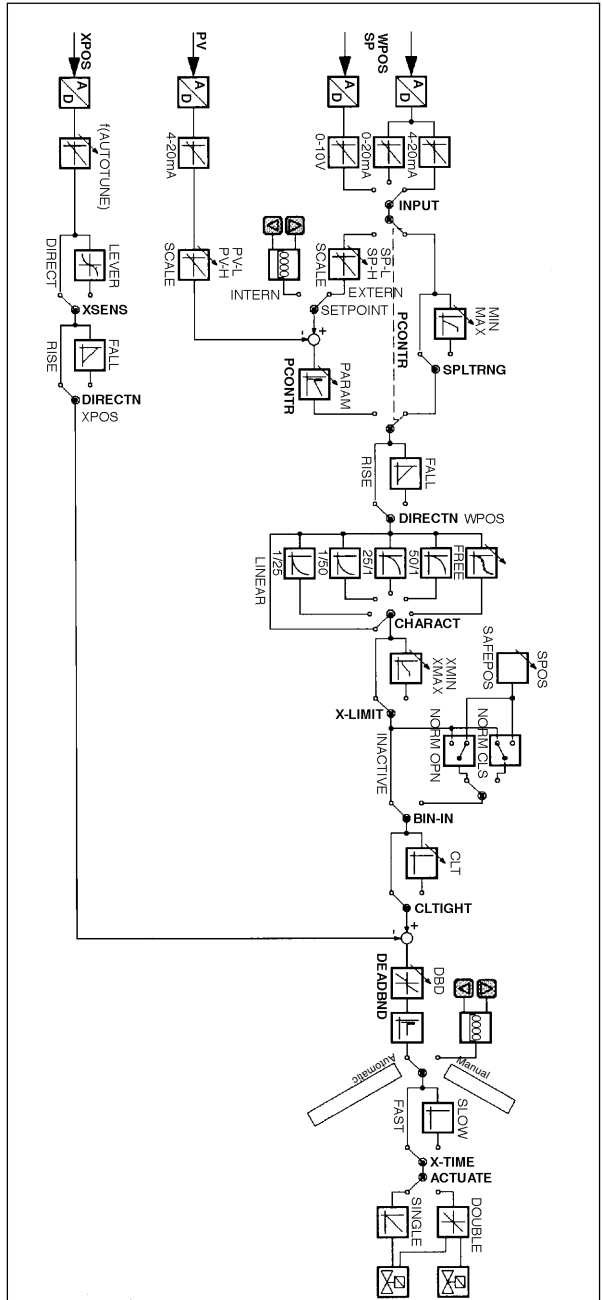 XPOS
PV
WPOS
SP
A
D
A
D
A
D
A
D
f(AUTOTUNE)
4-20mA
0-10V
0-20mA
4-20mA
INPUT
LEVER
DIRECT
XSENS
SCALE
PV-L
PV-H
INTERN
SCALE
SP-L
SP-H
EXTERN
SETPOINT
MIN
MAX
SPLTRNG
PCONTR
FALL
RISE
DIRECTN
XPOS
PCONTR
PARAM
FALL
RISE
DIRECTN WPOS
LINEAR
1/25
1/50
25/1
50/1
FREE
CHARACT
XMIN
XMAX
X-LIMIT
SAFEPOS
SPOS
NORM OPN
NORM CLS
INACTIVE
BIN-IN
CLT
CLTIGHT
DEADBND
DBD
0000
0000
Automatic
Manual
SLOW
FAST
X-TIME
ACTUATE
SINGLE
DOUBLE
- +
- +